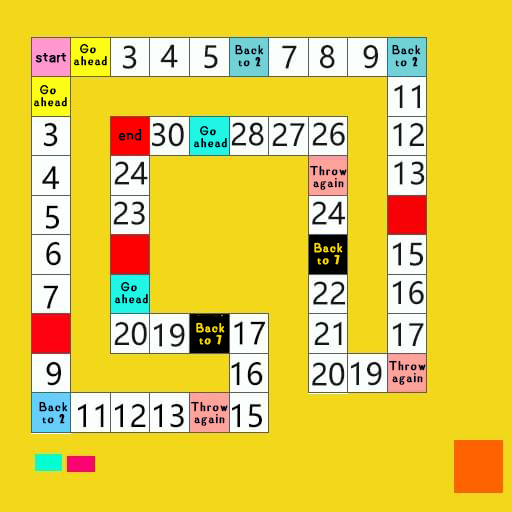 start Go ahead 3 4 5 Back to 2 7 8 9 Back to 2
Go ahead 11
3 end 30 Go ahead 28 27 26 12
4 24 Throw again 13
5 23 24
6 Back to 7 15
7 Go ahead 22 16
20 19 Back to 7 17 21 17
9 16 20 19 Throw again
Back to 2 11 12 13 Throw again 15